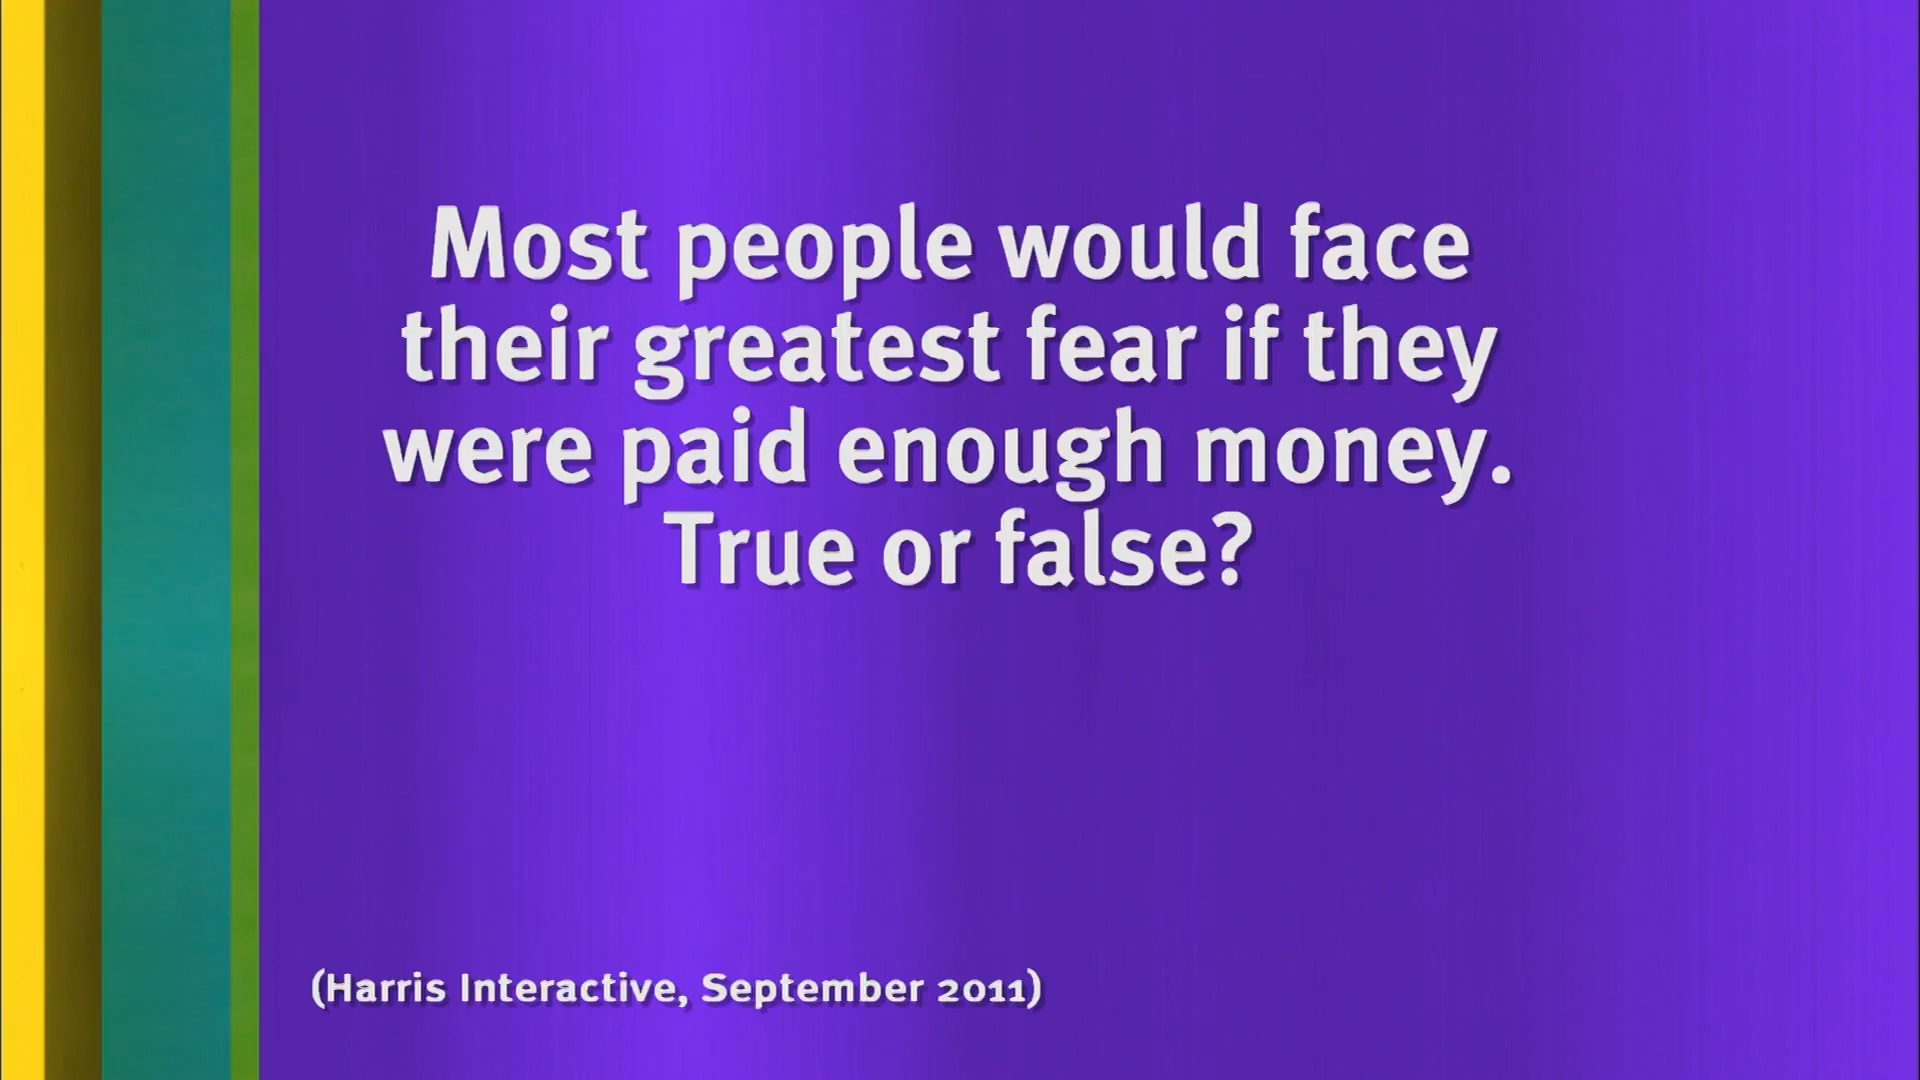 Most people would face
their greatest fear if they
were paid enough money.
True or false?
(Harris Interactive, September 2011)